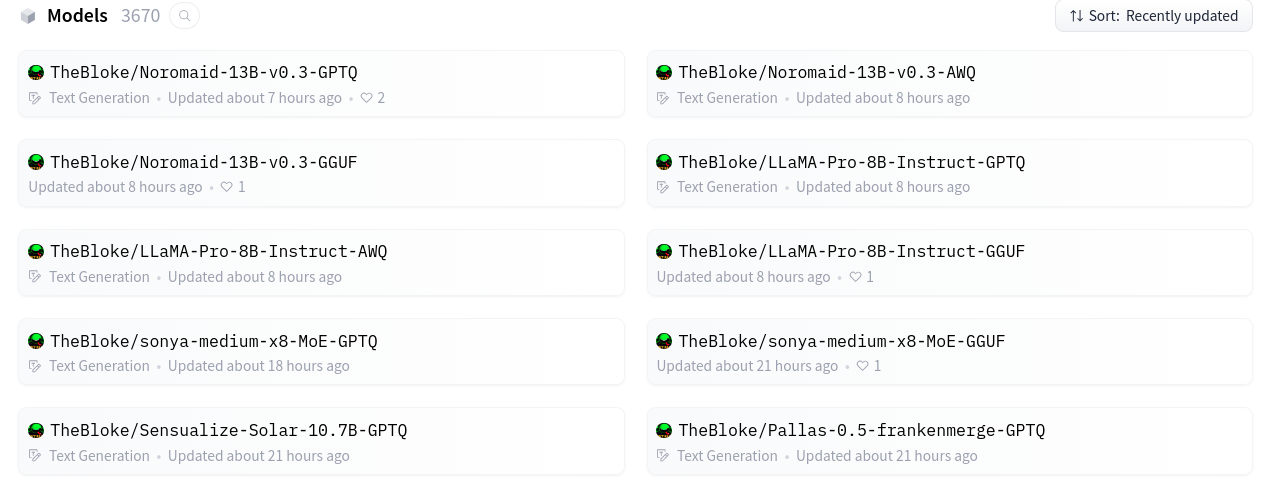 Models 3670
Sort: Recently updated
TheBloke/Noromaid-13B-v0.3-GPTQ
Text Generation • Updated about 7 hours ago • 2
TheBloke/Noromaid-13B-v0.3-AWQ
Text Generation • Updated about 8 hours ago
TheBloke/Noromaid-13B-v0.3-GGUF
Updated about 8 hours ago • 1
TheBloke/LLaMA-Pro-8B-Instruct-GPTQ
Text Generation • Updated about 8 hours ago
TheBloke/LLaMA-Pro-8B-Instruct-AWQ
Text Generation • Updated about 8 hours ago
TheBloke/LLaMA-Pro-8B-Instruct-GGUF
Updated about 8 hours ago • 1
TheBloke/sonya-medium-x8-MoE-GPTQ
Text Generation • Updated about 18 hours ago
TheBloke/sonya-medium-x8-MoE-GGUF
Updated about 21 hours ago • 1
TheBloke/Sensualize-Solar-10.7B-GPTQ
Text Generation • Updated about 21 hours ago
TheBloke/Pallas-0.5-frankenmerge-GPTQ
Text Generation • Updated about 21 hours ago